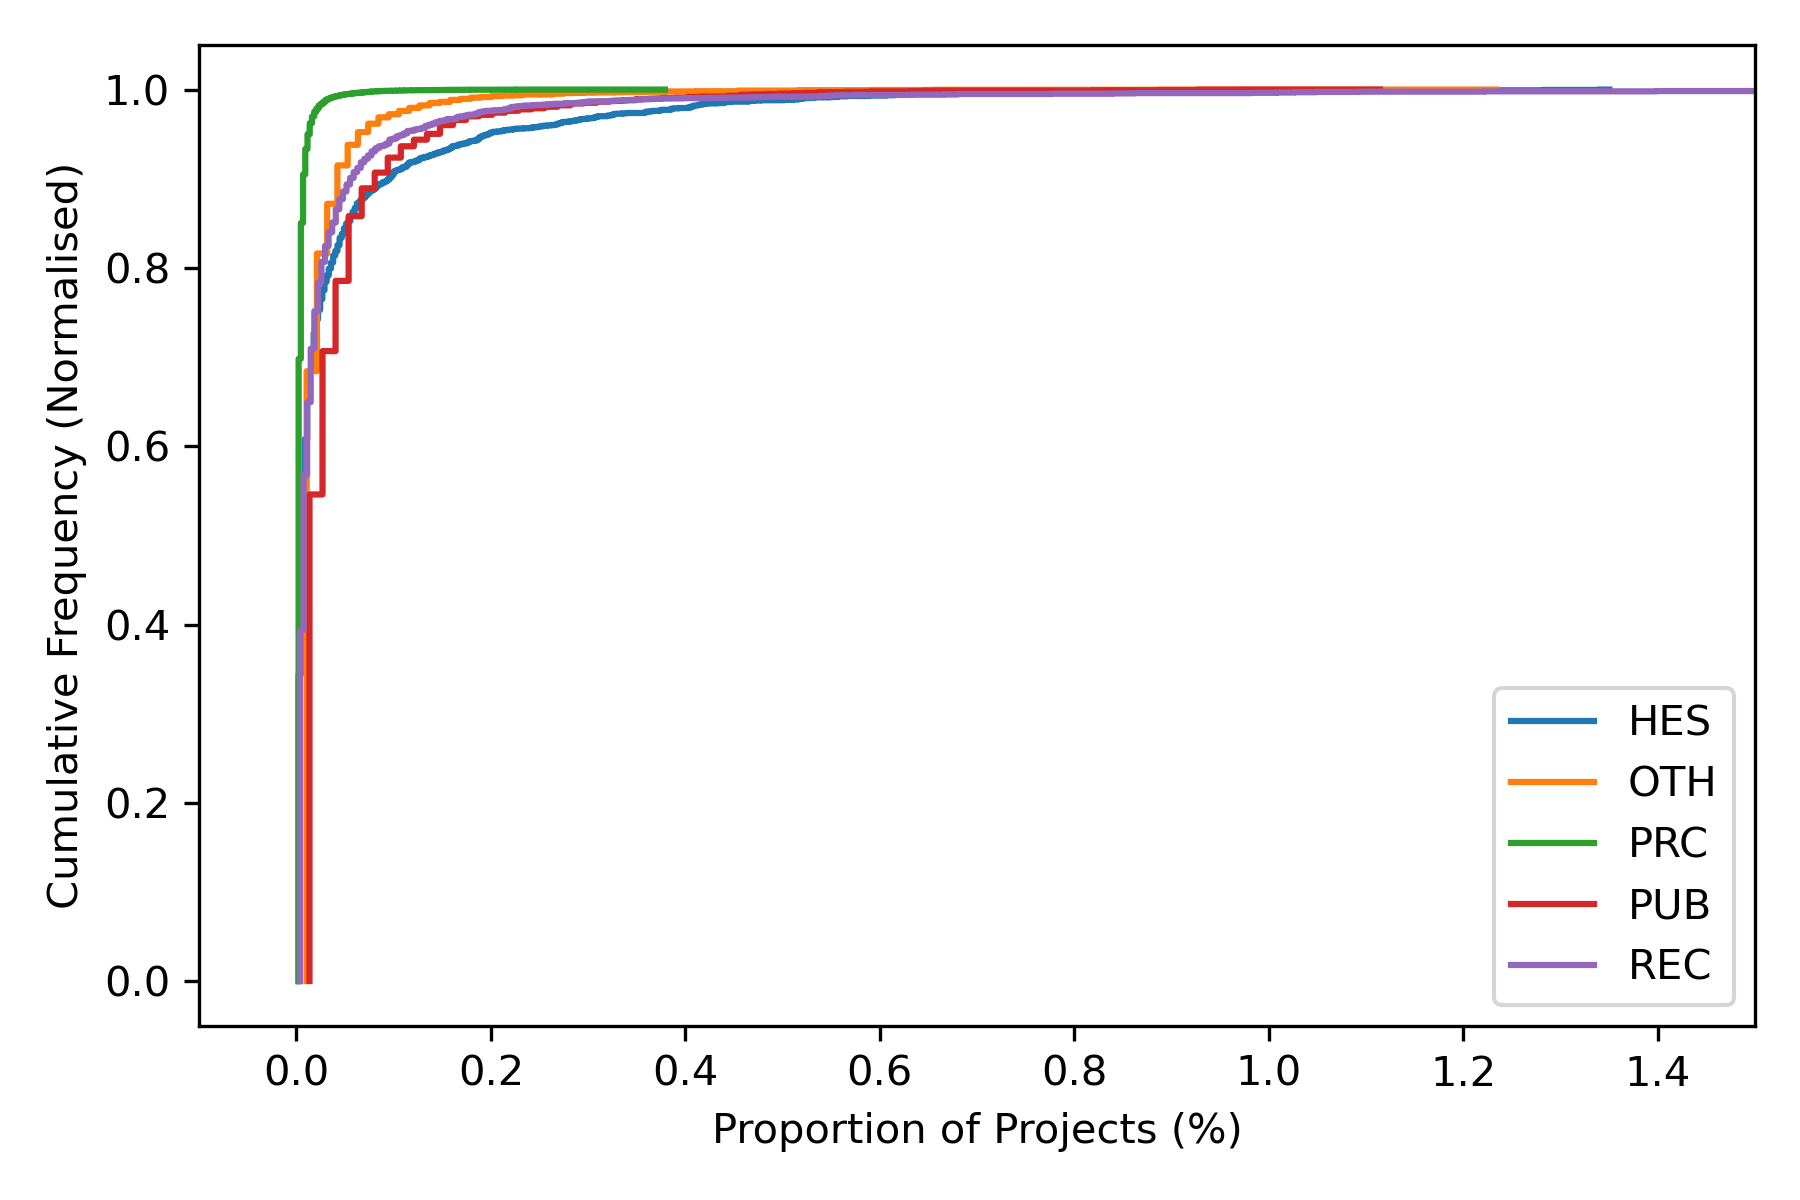 Cumulative Frequency (Normalised)
1.0
0.8
0.6
0.4
0.2
0.0
0.0 0.2 0.4 0.6 0.8 1.0 1.2 1.4
Proportion of Projects (%)
HES
OTH
PRC
PUB
REC